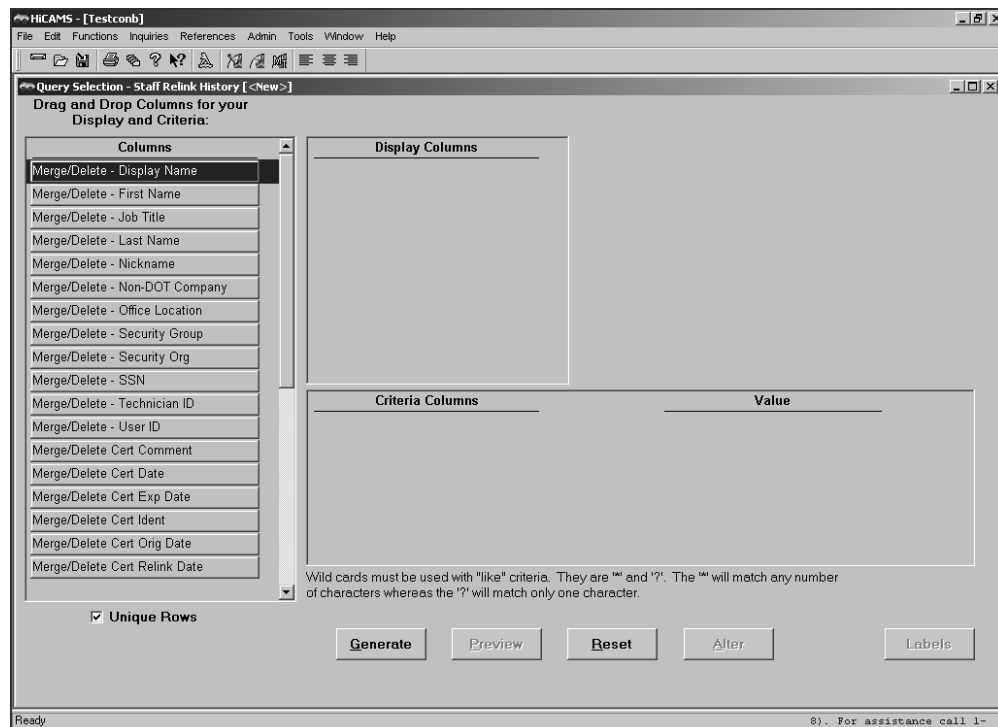 HiCAMS - [Testconb]
File Edit Functions Inquiries References Admin Tools Window Help
Query Selection - Staff Relink History [<New>]
Drag and Drop Columns for your
Display and Criteria:
Columns
Merge/Delete - Display Name
Merge/Delete - First Name
Merge/Delete - Job Title
Merge/Delete - Last Name
Merge/Delete - Nickname
Merge/Delete - Non-DOT Company
Merge/Delete - Office Location
Merge/Delete - Security Group
Merge/Delete - Security Org
Merge/Delete - SSN
Merge/Delete - Technician ID
Merge/Delete - User ID
Merge/Delete Cert Comment
Merge/Delete Cert Date
Merge/Delete Cert Exp Date
Merge/Delete Cert Ident
Merge/Delete Cert Orig Date
Merge/Delete Cert Relink Date
Unique Rows
Display Columns
Criteria Columns Value
Wild cards must be used with "like" criteria. They are '*' and '?'. The '*' will match any number
of characters whereas the '?' will match only one character.
Generate Preview Reset Alter Labels
Ready 8). For assistance call 1-